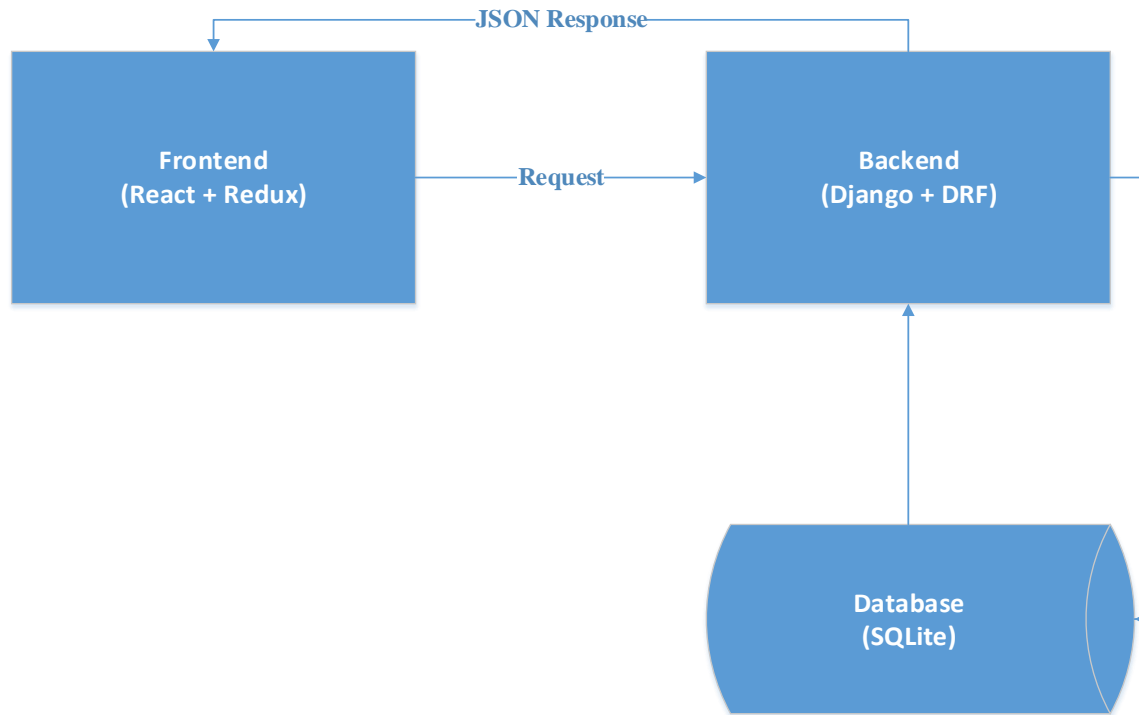 JSON Response
Frontend
(React + Redux)
Request
Backend
(Django + DRF)
Database
(SQLite)